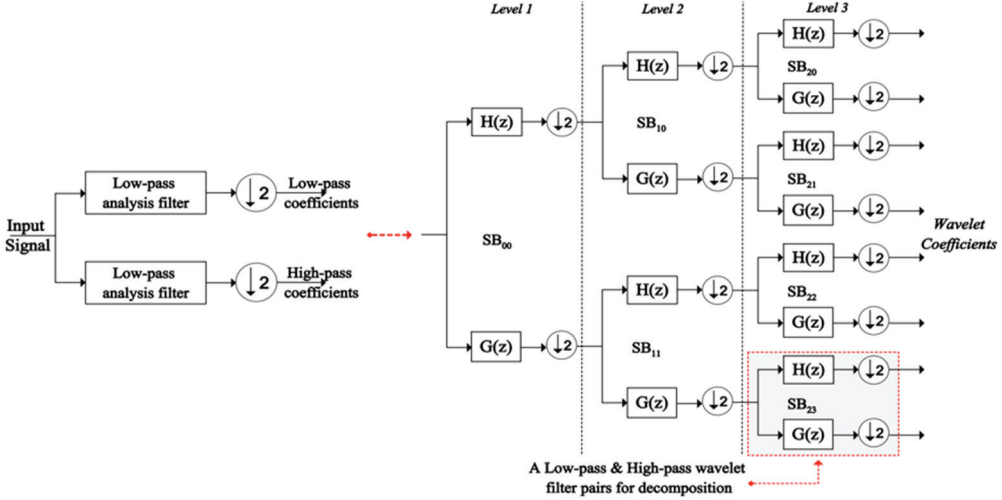 Level 1
Level 2
Level 3
Input
Signal
Low-pass
analysis filter
↓2
Low-pass
coefficients
Low-pass
analysis filter
↓2
High-pass
coefficients
SB00
H(z)
↓2
G(z)
↓2
SB10
H(z)
↓2
G(z)
↓2
SB11
H(z)
↓2
G(z)
↓2
H(z)
↓2
SB20
G(z)
↓2
H(z)
↓2
SB21
G(z)
↓2
H(z)
↓2
SB22
G(z)
↓2
H(z)
↓2
SB23
G(z)
↓2
Wavelet
Coefficients
A Low-pass & High-pass wavelet
filter pairs for decomposition